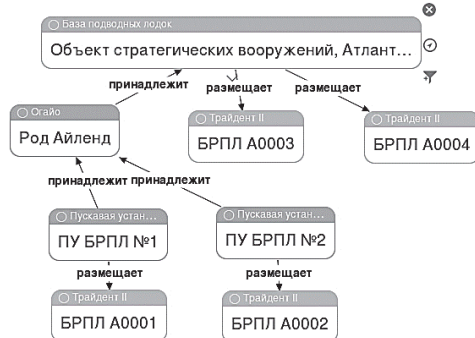 База подводных лодок
Объект стратегических вооружений, Атлант...
принадлежит
размещает
размещает
Огайо
Род Айленд
Трайдент II
БРПЛ А0003
Трайдент II
БРПЛ А0004
принадлежит
принадлежит
Пускавая устан...
ПУ БРПЛ №1
Пускавая устан...
ПУ БРПЛ №2
размещает
размещает
Трайдент II
БРПЛ А0001
Трайдент II
БРПЛ А0002